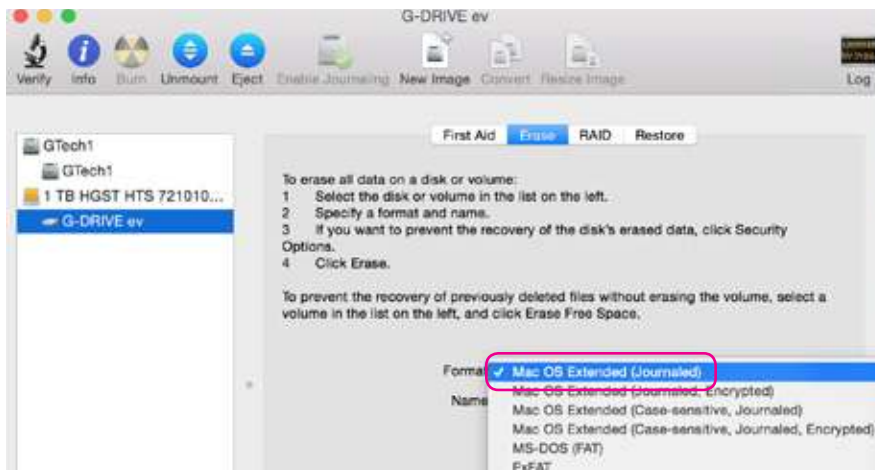 G-DRIVE ev
Verify Info Burn Unmount Eject Enable Journaling New Image Convert Resize Image Log
First Aid Erase RAID Restore
GTech1
GTech1
1 TB HGST HTS 721010...
G-DRIVE ev
To erase all data on a disk or volume:
1 Select the disk or volume in the list on the left.
2 Specify a format and name.
3 If you want to prevent the recovery of the disk's erased data, click Security
Options.
4 Click Erase.
To prevent the recovery of previously deleted files without erasing the volume, select a
volume in the list on the left, and click Erase Free Space.
Format ✓ Mac OS Extended (Journaled)
Mac OS Extended (Journaled, Encrypted)
Name
Mac OS Extended (Case-sensitive, Journaled)
Mac OS Extended (Case-sensitive, Journaled, Encrypted)
MS-DOS (FAT)
ExFAT